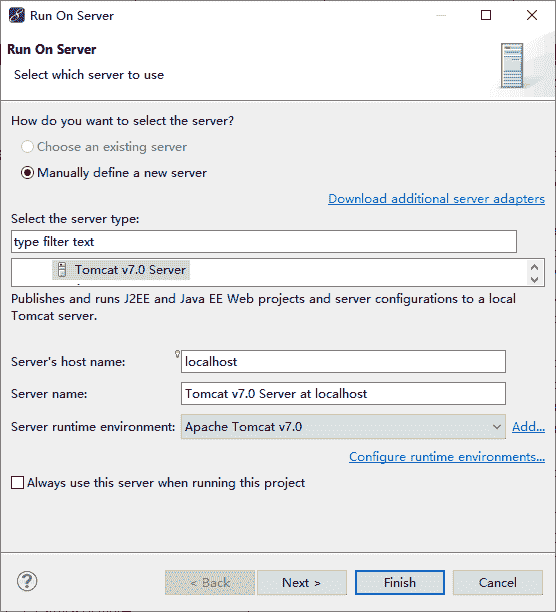 Run On Server
Run On Server
Select which server to use
How do you want to select the server?
Choose an existing server
Manually define a new server
Download additional server adapters
Select the server type:
type filter text
Tomcat v7.0 Server
Publishes and runs J2EE and Java EE Web projects and server configurations to a local
Tomcat server.
Server's host name:
localhost
Server name:
Tomcat v7.0 Server at localhost
Server runtime environment:
Apache Tomcat v7.0
Add...
Configure runtime environments...
Always use this server when running this project
?
< Back
Next >
Finish
Cancel